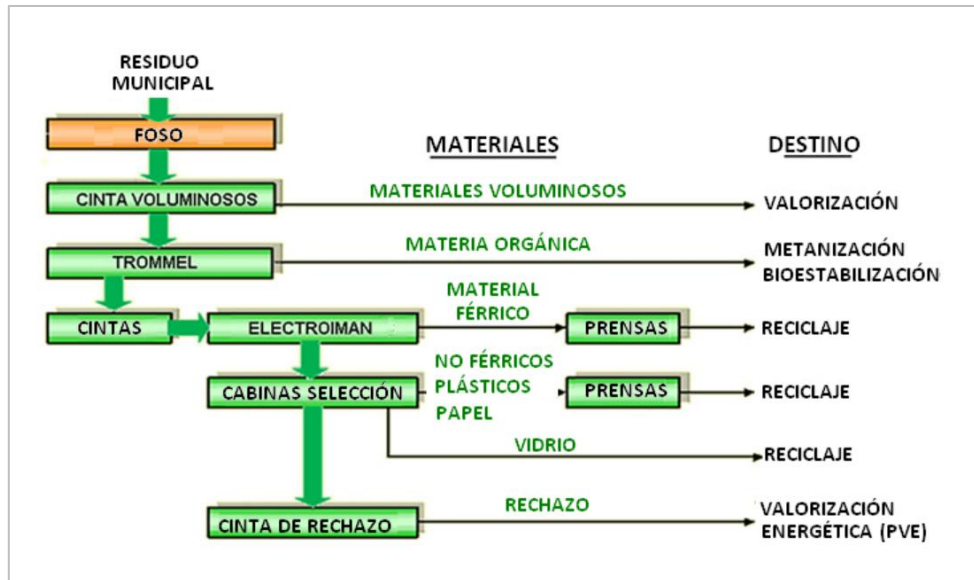 RESIDUO
MUNICIPAL
FOSO
MATERIALES
DESTINO
CINTA VOLUMINOSOS
MATERIALES VOLUMINOSOS
VALORIZACIÓN
TROMMEL
MATERIA ORGÁNICA
METANIZACIÓN
BIOESTABILIZACIÓN
CINTAS
ELECTROIMAN
MATERIAL
FÉRRICO
PRENSAS
RECICLAJE
CABINAS SELECCIÓN
NO FÉRRICOS
PLÁSTICOS
PAPEL
PRENSAS
RECICLAJE
VIDRIO
RECICLAJE
CINTA DE RECHAZO
RECHAZO
VALORIZACIÓN
ENERGÉTICA (PVE)